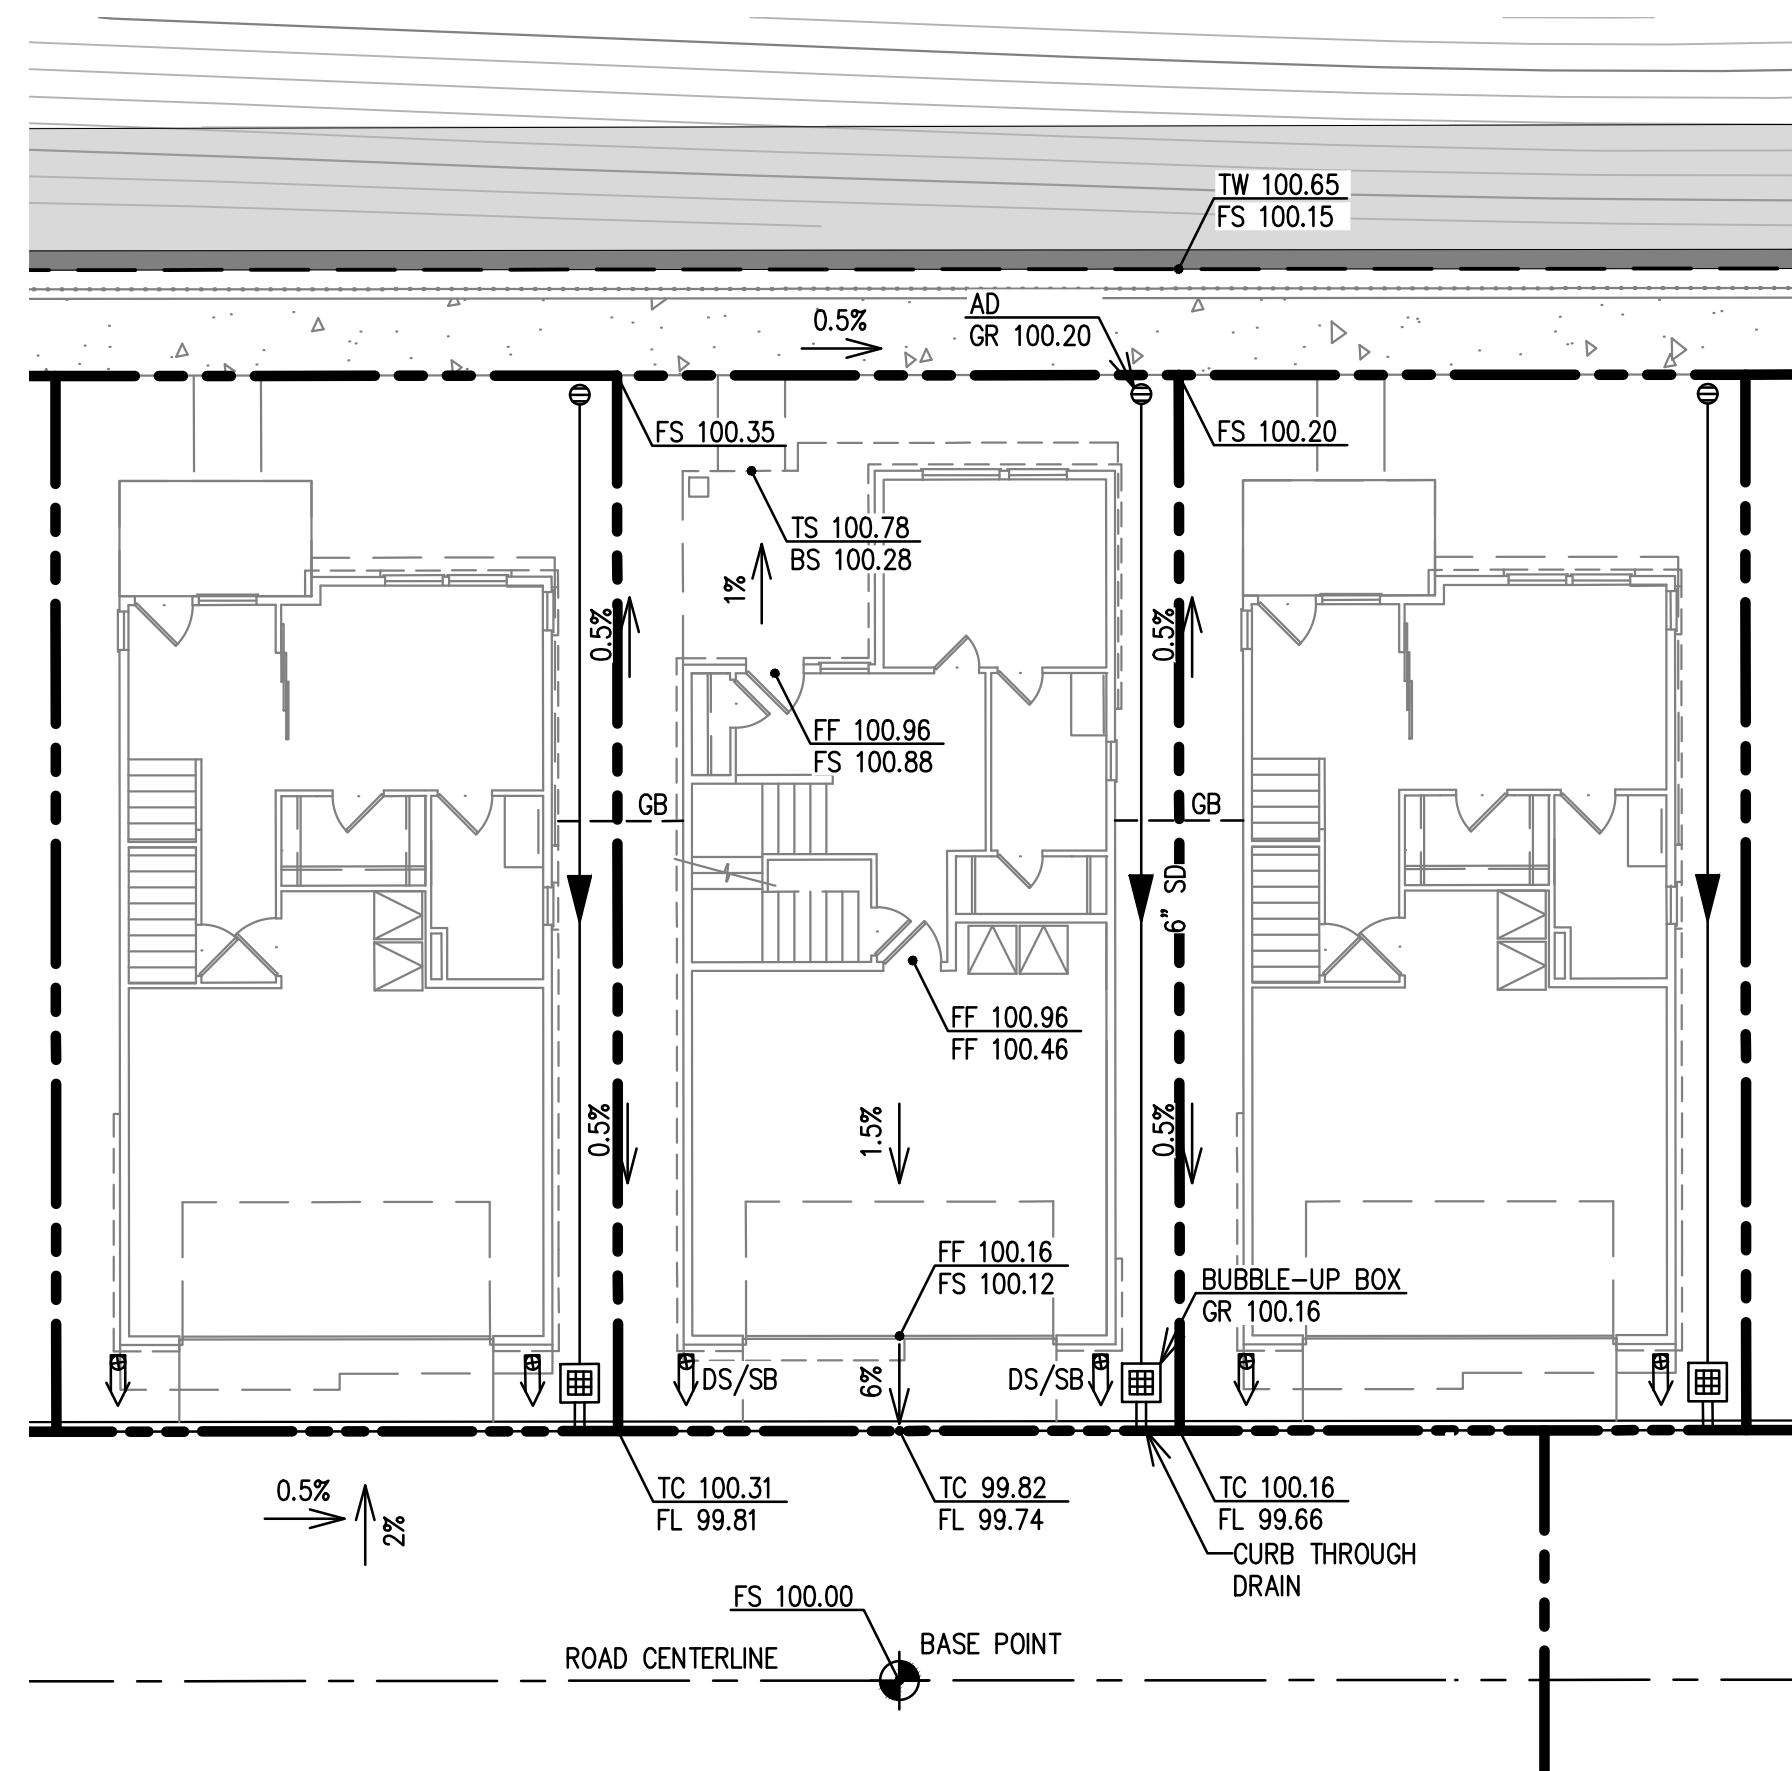 TW 100.65
FS 100.15
AD
GR 100.20
0.5%
FS 100.35
FS 100.20
TS 100.78
BS 100.28
1%
0.5%
0.5%
FF 100.96
FS 100.88
GB
GB
6" SD
FF 100.96
FF 100.46
0.5%
1.5%
0.5%
FF 100.16
FS 100.12
BUBBLE-UP BOX
GR 100.16
DS/SB
6%
DS/SB
0.5%
2%
TC 100.31
FL 99.81
TC 99.82
FL 99.74
TC 100.16
FL 99.66
CURB THROUGH
DRAIN
FS 100.00
BASE POINT
ROAD CENTERLINE